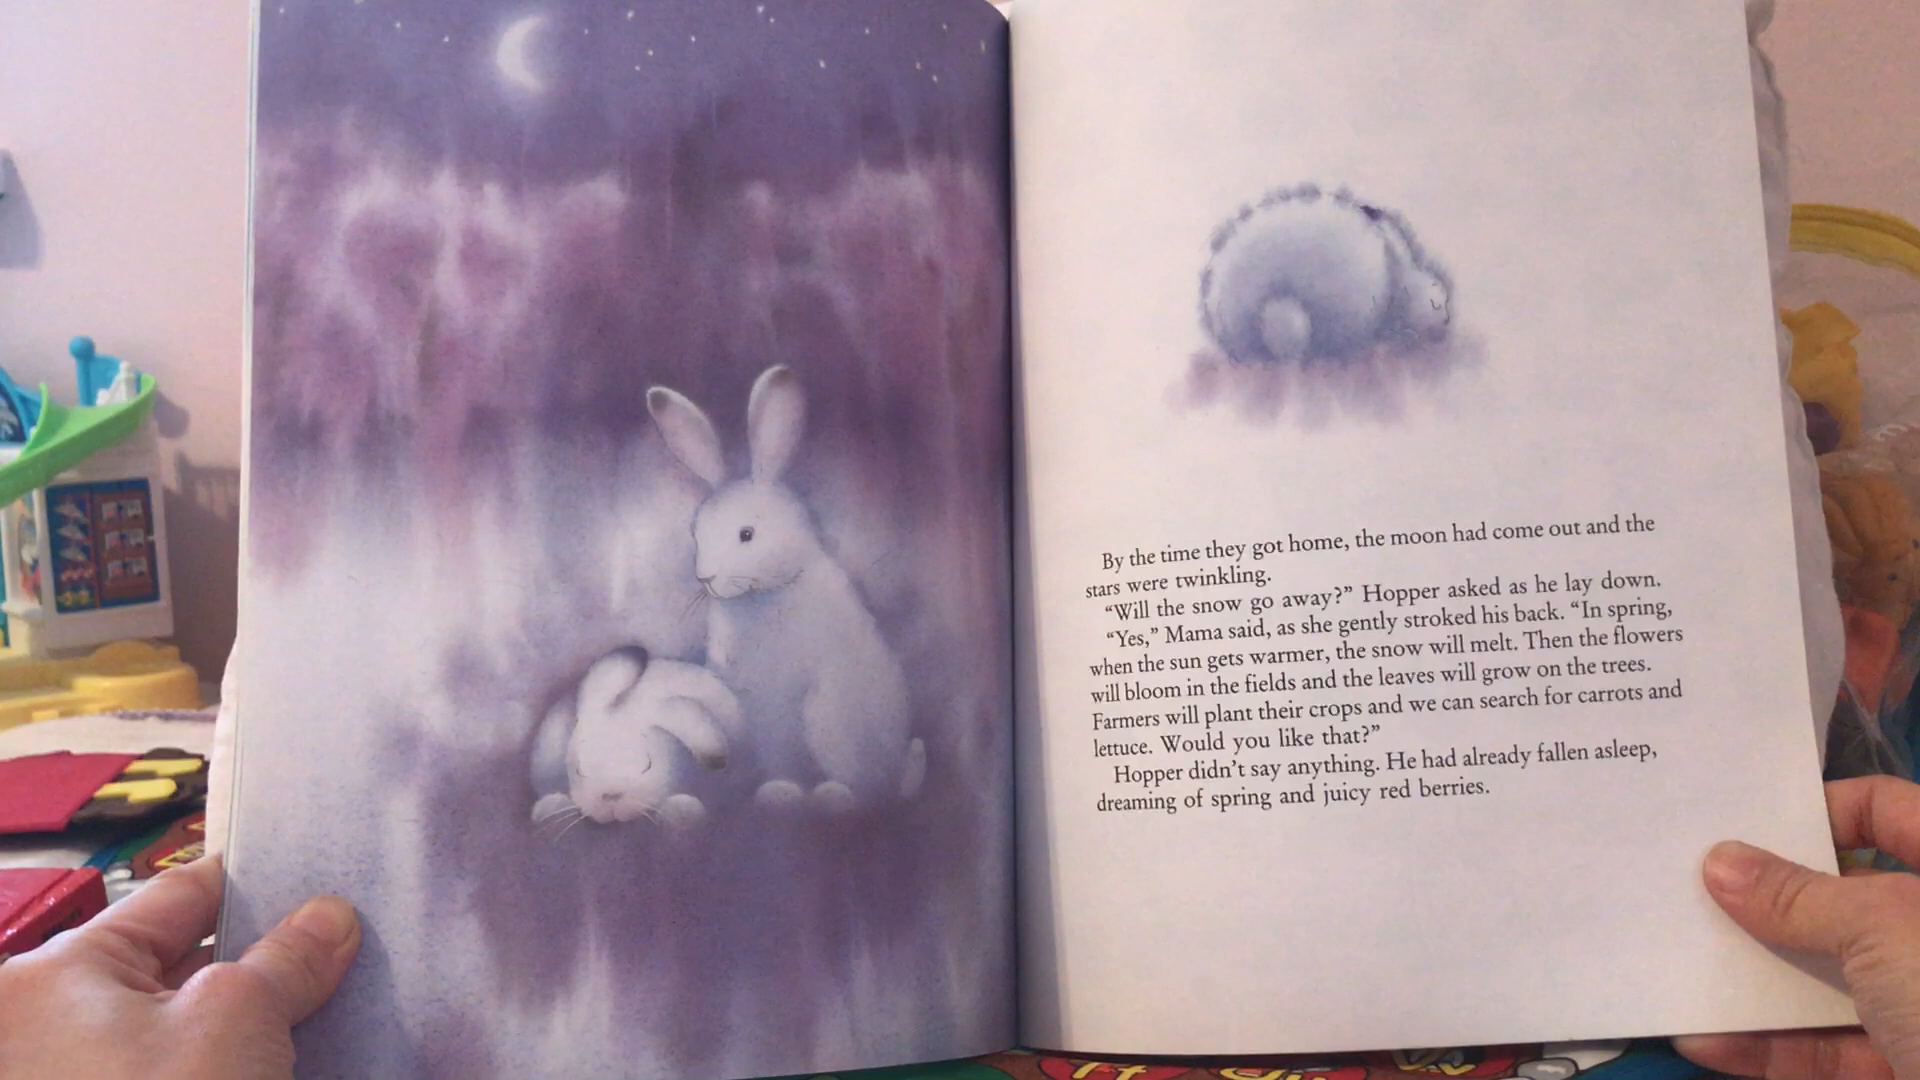 By the time they got home, the moon had come out and the
stars were twinkling.
“Will the snow go away?” Hopper asked as he lay down.
“Yes,” Mama said, as she gently stroked his back. “In spring,
when the sun gets warmer, the snow will melt. Then the flowers
will bloom in the fields and the leaves will grow on the trees.
Farmers will plant their crops and we can search for carrots and
lettuce. Would you like that?”
Hopper didn’t say anything. He had already fallen asleep,
dreaming of spring and juicy red berries.